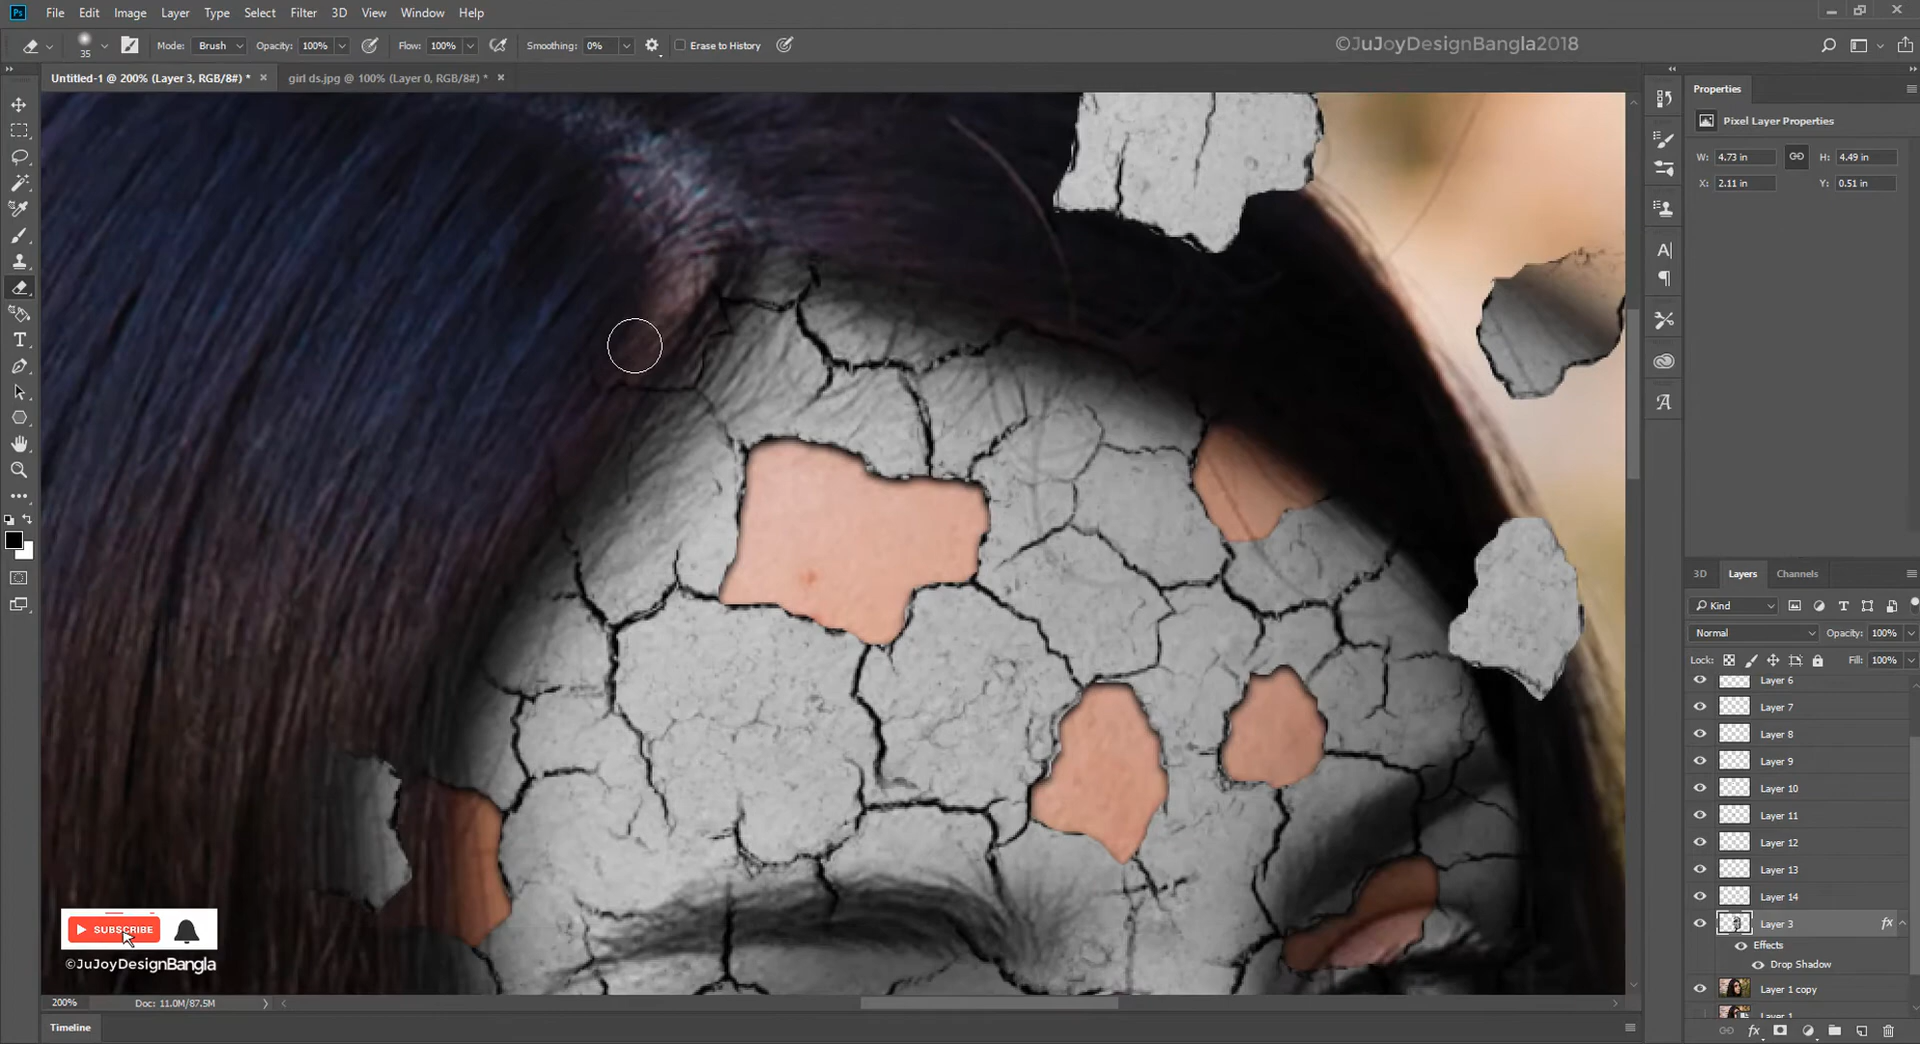 Ps File Edit Image Layer Type Select Filter 3D View Window Help
35 Mode: Brush Opacity: 100% Flow: 100% Smoothing: 0% Erase to History ©JuJoyDesignBangla2018
Untitled-1 @ 200% (Layer 3, RGB/8#) * × girl ds.jpg @ 100% (Layer 0, RGB/8#) * ×
Properties
Pixel Layer Properties
W: 4.73 in H: 4.49 in
X: 2.11 in Y: 0.51 in
3D Layers Channels
Kind
Normal Opacity: 100%
Lock: Fill: 100%
Layer 6
Layer 7
Layer 8
Layer 9
Layer 10
Layer 11
Layer 12
Layer 13
Layer 14
Layer 3 fx
Effects
Drop Shadow
Layer 1 copy
Layer 1
SUBSCRIBE
©JuJoyDesignBangla
200% Doc: 11.0M/87.5M
Timeline